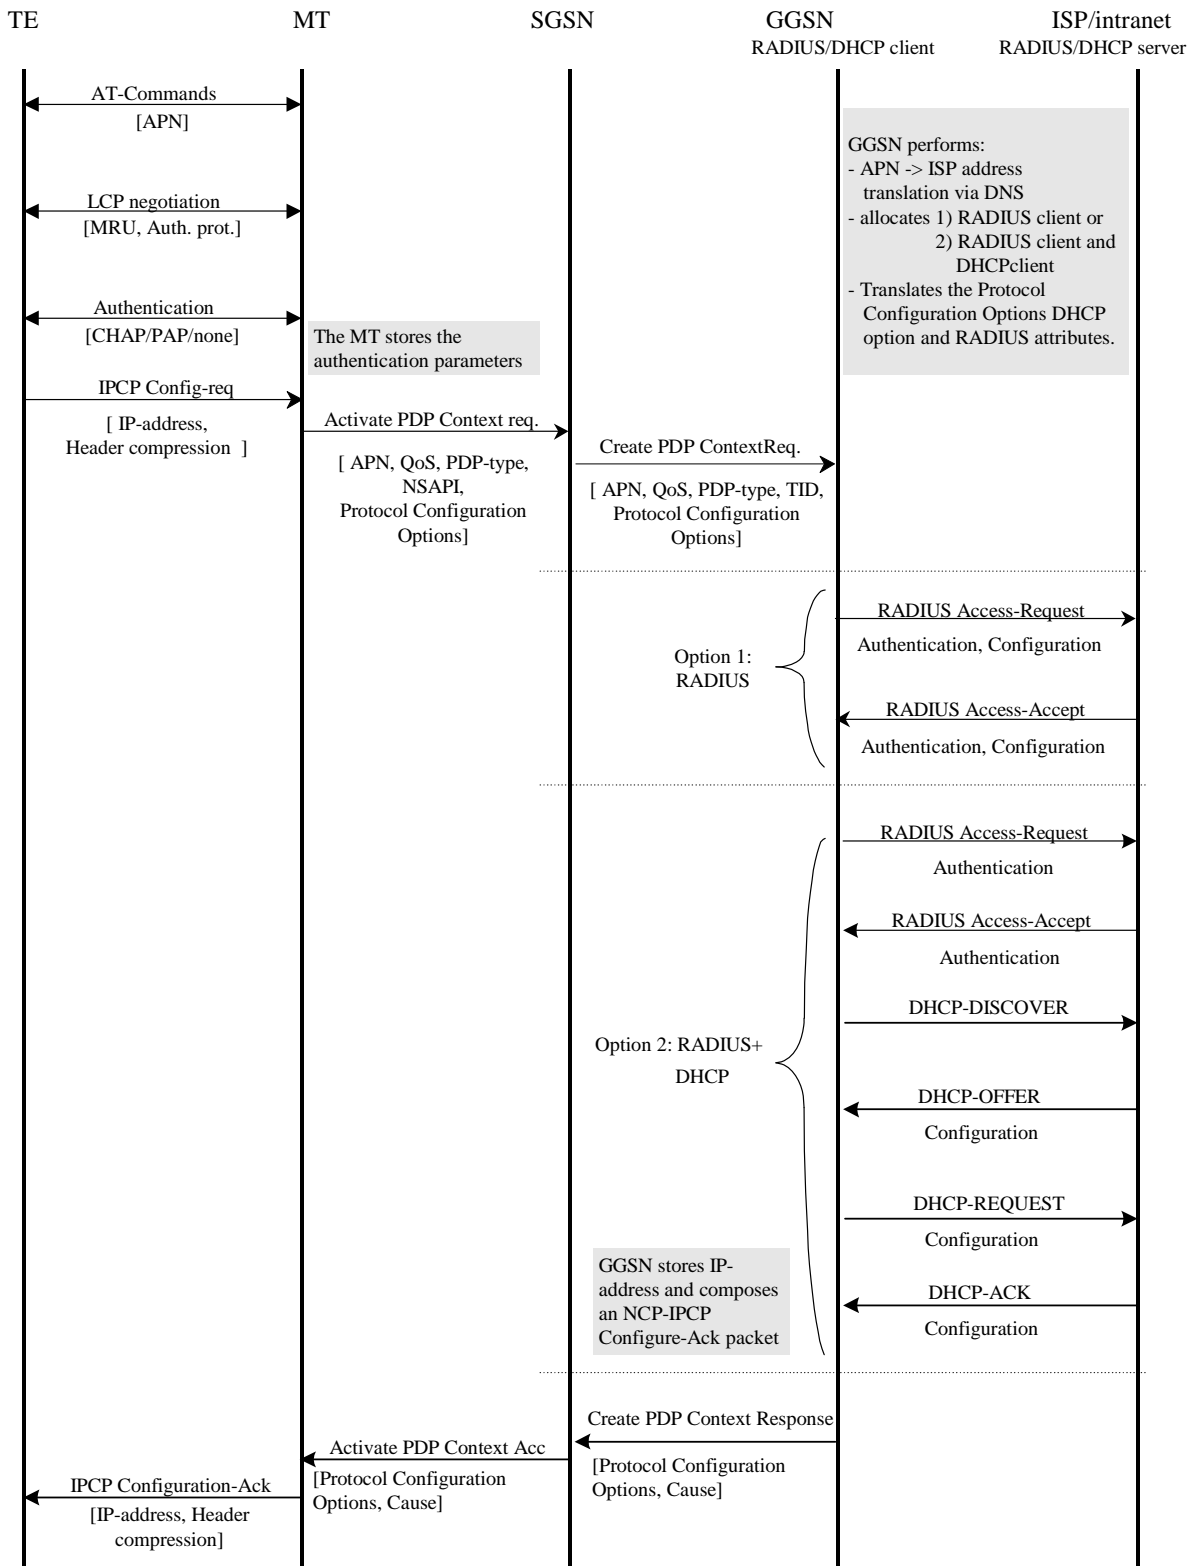 TE
MT
SGSN
GGSN
ISP/intranet
RADIUS/DHCP client
RADIUS/DHCP server
AT-Commands
[APN]
GGSN performs:
- APN -> ISP address
translation via DNS
- allocates 1) RADIUS client or
2) RADIUS client and
DHCPclient
- Translates the Protocol
Configuration Options DHCP
option and RADIUS attributes.
LCP negotiation
[MRU, Auth. prot.]
Authentication
[CHAP/PAP/none]
The MT stores the
authentication parameters
IPCP Config-req
[ IP-address,
Header compression ]
Activate PDP Context req.
[ APN, QoS, PDP-type,
NSAPI,
Protocol Configuration
Options]
Create PDP ContextReq.
[ APN, QoS, PDP-type, TID,
Protocol Configuration
Options]
RADIUS Access-Request
Authentication, Configuration
Option 1:
RADIUS
RADIUS Access-Accept
Authentication, Configuration
RADIUS Access-Request
Authentication
RADIUS Access-Accept
Authentication
DHCP-DISCOVER
Option 2: RADIUS+
DHCP
DHCP-OFFER
Configuration
DHCP-REQUEST
Configuration
GGSN stores IP-
address and composes
an NCP-IPCP
Configure-Ack packet
DHCP-ACK
Configuration
Create PDP Context Response
[Protocol Configuration
Options, Cause]
Activate PDP Context Acc
[Protocol Configuration
Options, Cause]
IPCP Configuration-Ack
[IP-address, Header
compression]